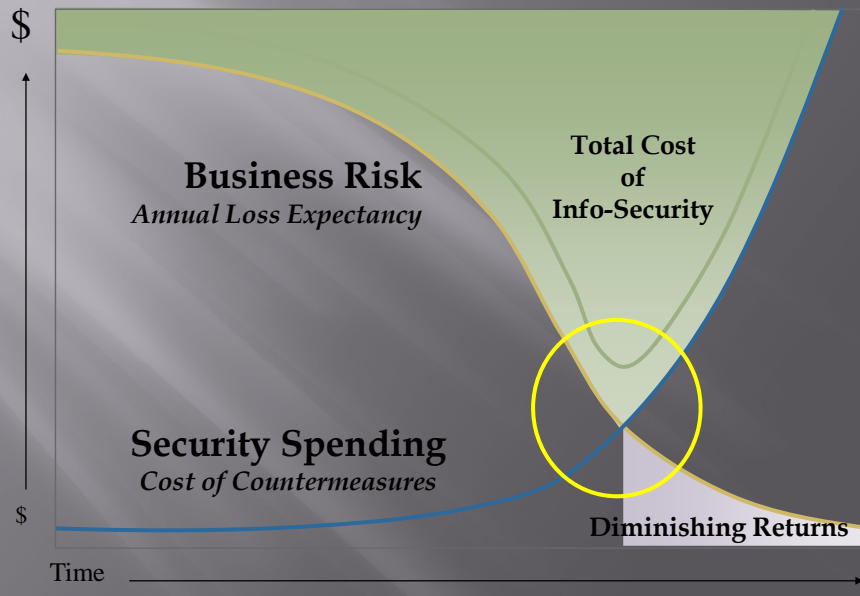 $
Total Cost
of
Info-Security
Business Risk
Annual Loss Expectancy
Security Spending
Cost of Countermeasures
$
Diminishing Returns
Time